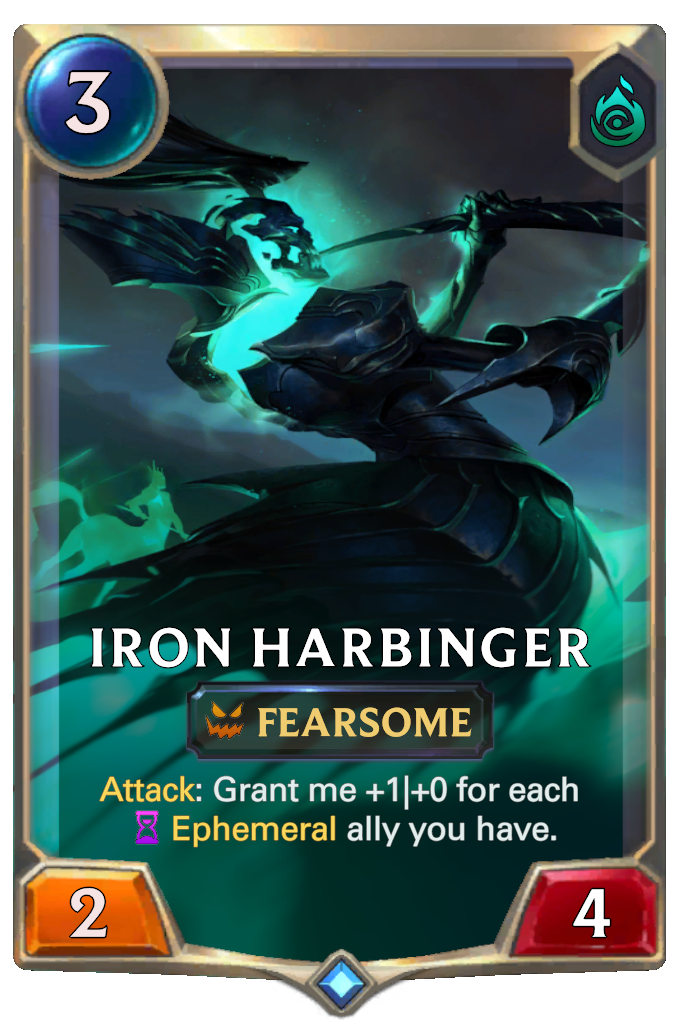 3
IRON HARBINGER
FEARSOME
Attack: Grant me +1|+0 for each
Ephemeral ally you have.
2
4